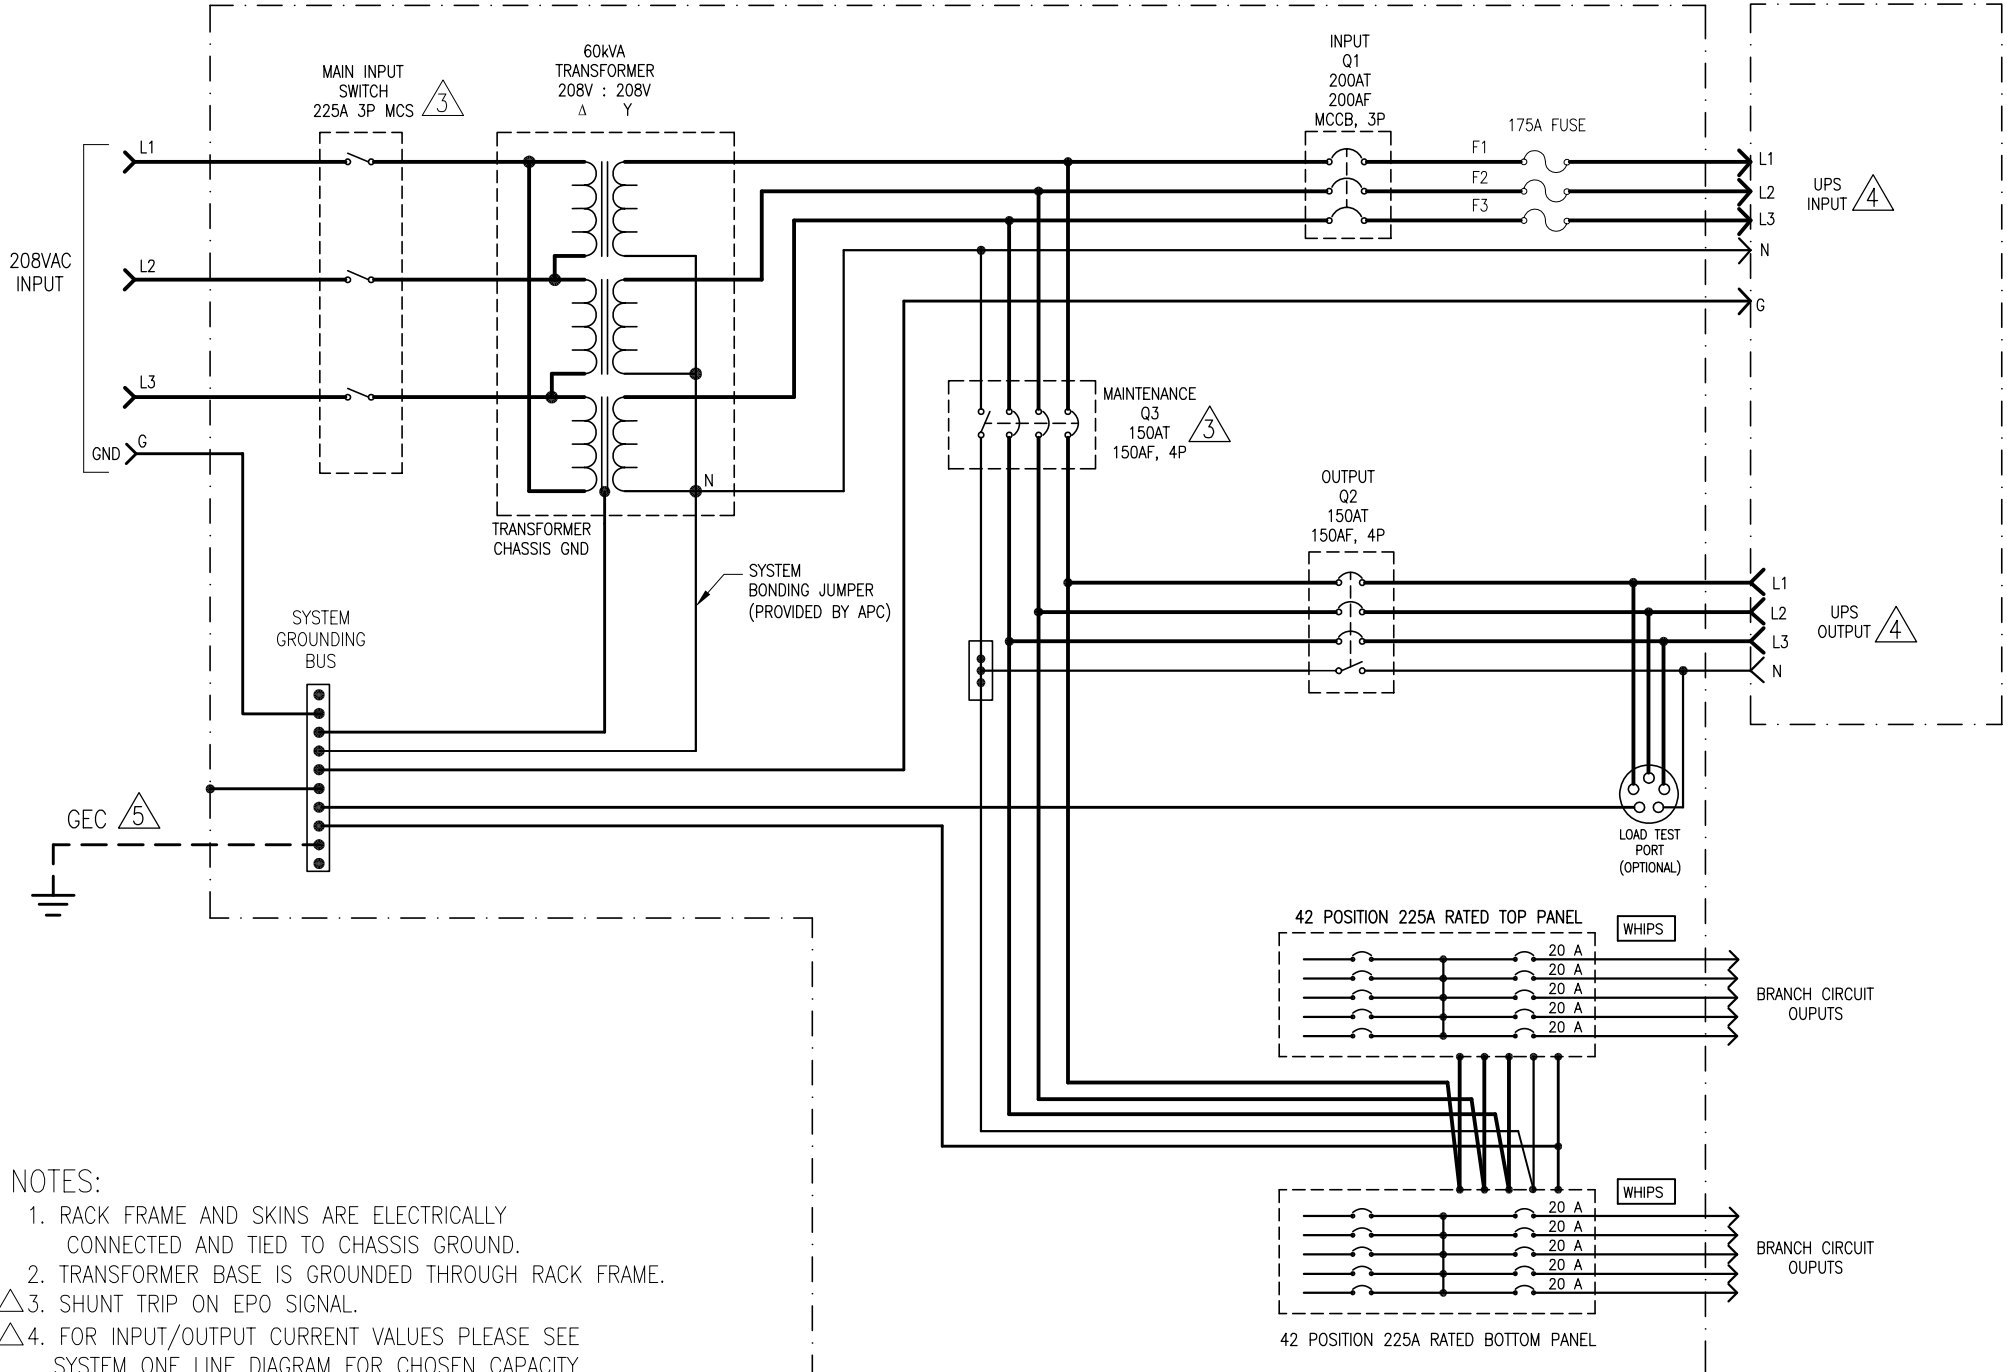 MAIN INPUT
SWITCH
225A 3P MCS
3
60kVA
TRANSFORMER
208V : 208V
Δ Y
INPUT
Q1
200AT
200AF
MCCB, 3P
175A FUSE
F1
F2
F3
L1
L2
L3
N
G
UPS
INPUT
4
208VAC
INPUT
L1
L2
L3
G
GND
N
TRANSFORMER
CHASSIS GND
MAINTENANCE
Q3
150AT
150AF, 4P
3
OUTPUT
Q2
150AT
150AF, 4P
SYSTEM
BONDING JUMPER
(PROVIDED BY APC)
L1
L2
L3
N
UPS
OUTPUT
4
SYSTEM
GROUNDING
BUS
GEC
5
LOAD TEST
PORT
(OPTIONAL)
42 POSITION 225A RATED TOP PANEL
WHIPS
20 A
20 A
20 A
20 A
20 A
BRANCH CIRCUIT
OUPUTS
WHIPS
20 A
20 A
20 A
20 A
20 A
BRANCH CIRCUIT
OUPUTS
42 POSITION 225A RATED BOTTOM PANEL
NOTES:
1. RACK FRAME AND SKINS ARE ELECTRICALLY
CONNECTED AND TIED TO CHASSIS GROUND.
2. TRANSFORMER BASE IS GROUNDED THROUGH RACK FRAME.
3. SHUNT TRIP ON EPO SIGNAL.
4. FOR INPUT/OUTPUT CURRENT VALUES PLEASE SEE
SYSTEM ONE LINE DIAGRAM FOR CHOSEN CAPACITY